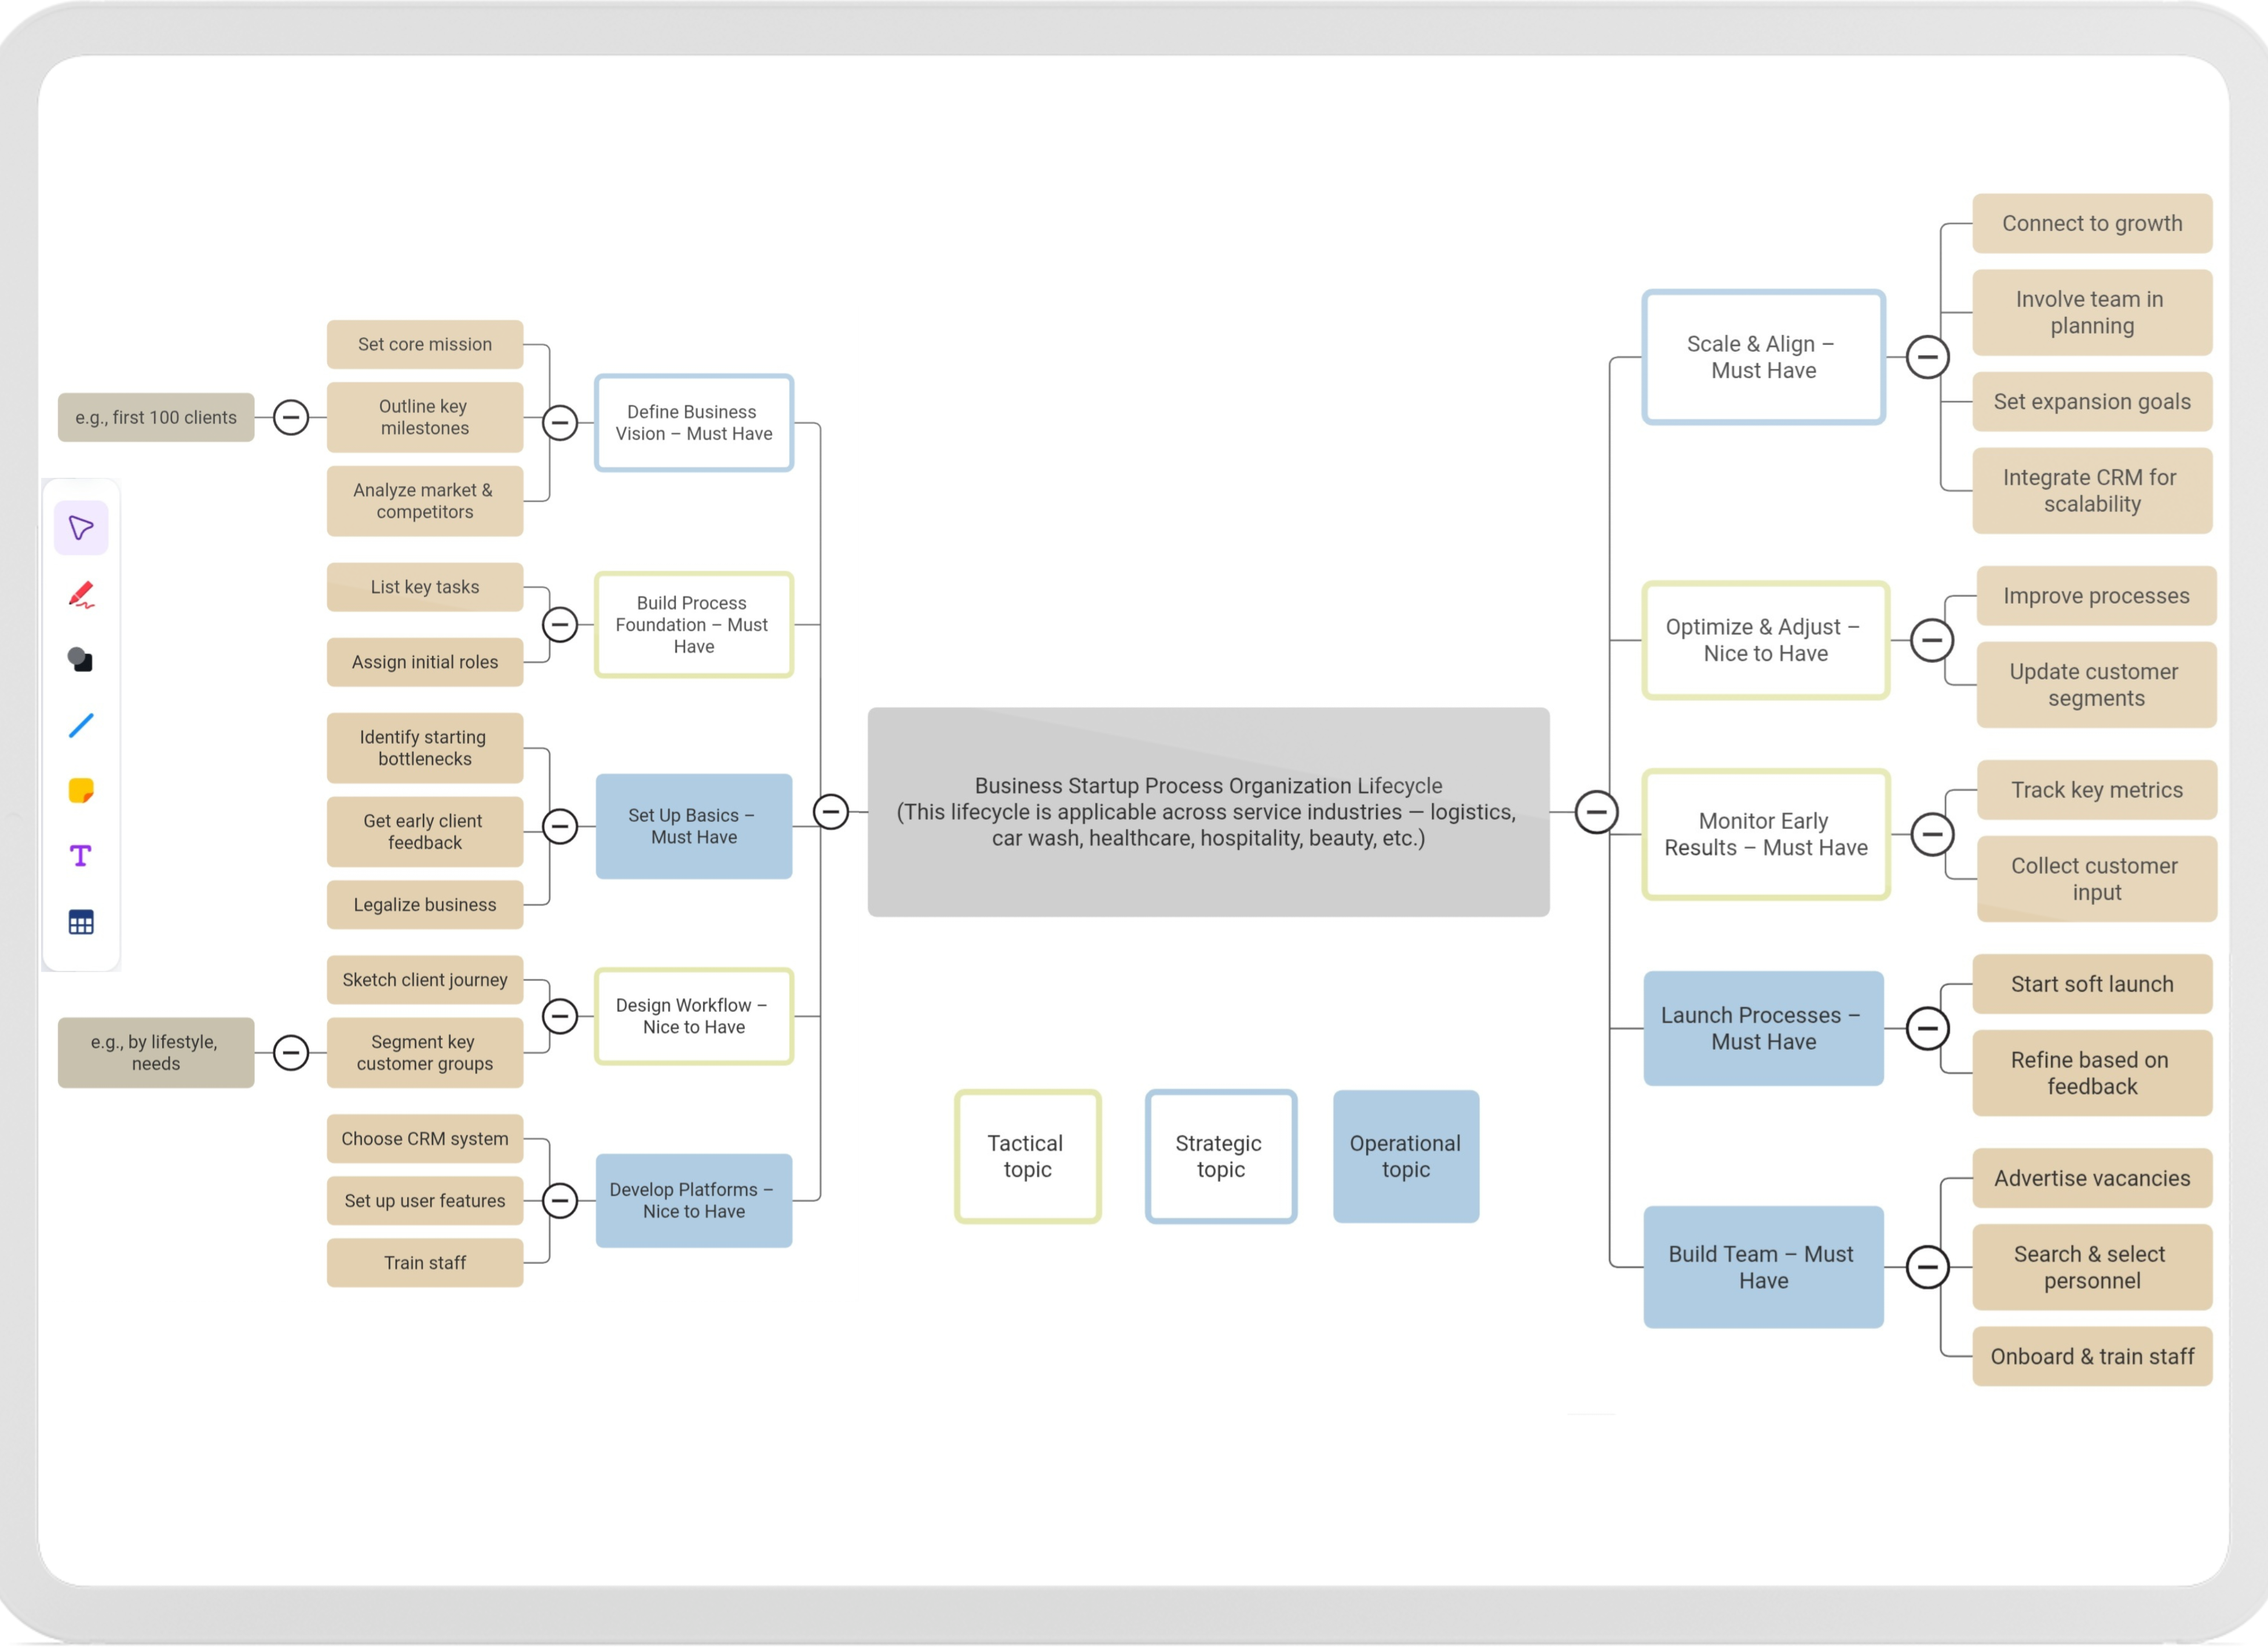 e.g., first 100 clients
Set core mission
Outline key
milestones
Analyze market &
competitors
Define Business
Vision – Must Have
List key tasks
Assign initial roles
Build Process
Foundation – Must
Have
Identify starting
bottlenecks
Get early client
feedback
Legalize business
Set Up Basics –
Must Have
e.g., by lifestyle,
needs
Sketch client journey
Segment key
customer groups
Design Workflow –
Nice to Have
Choose CRM system
Set up user features
Train staff
Develop Platforms –
Nice to Have
T
Business Startup Process Organization Lifecycle
(This lifecycle is applicable across service industries — logistics,
car wash, healthcare, hospitality, beauty, etc.)
Tactical
topic
Strategic
topic
Operational
topic
Scale & Align –
Must Have
Connect to growth
Involve team in
planning
Set expansion goals
Integrate CRM for
scalability
Optimize & Adjust –
Nice to Have
Improve processes
Update customer
segments
Monitor Early
Results – Must Have
Track key metrics
Collect customer
input
Launch Processes –
Must Have
Start soft launch
Refine based on
feedback
Build Team – Must
Have
Advertise vacancies
Search & select
personnel
Onboard & train staff